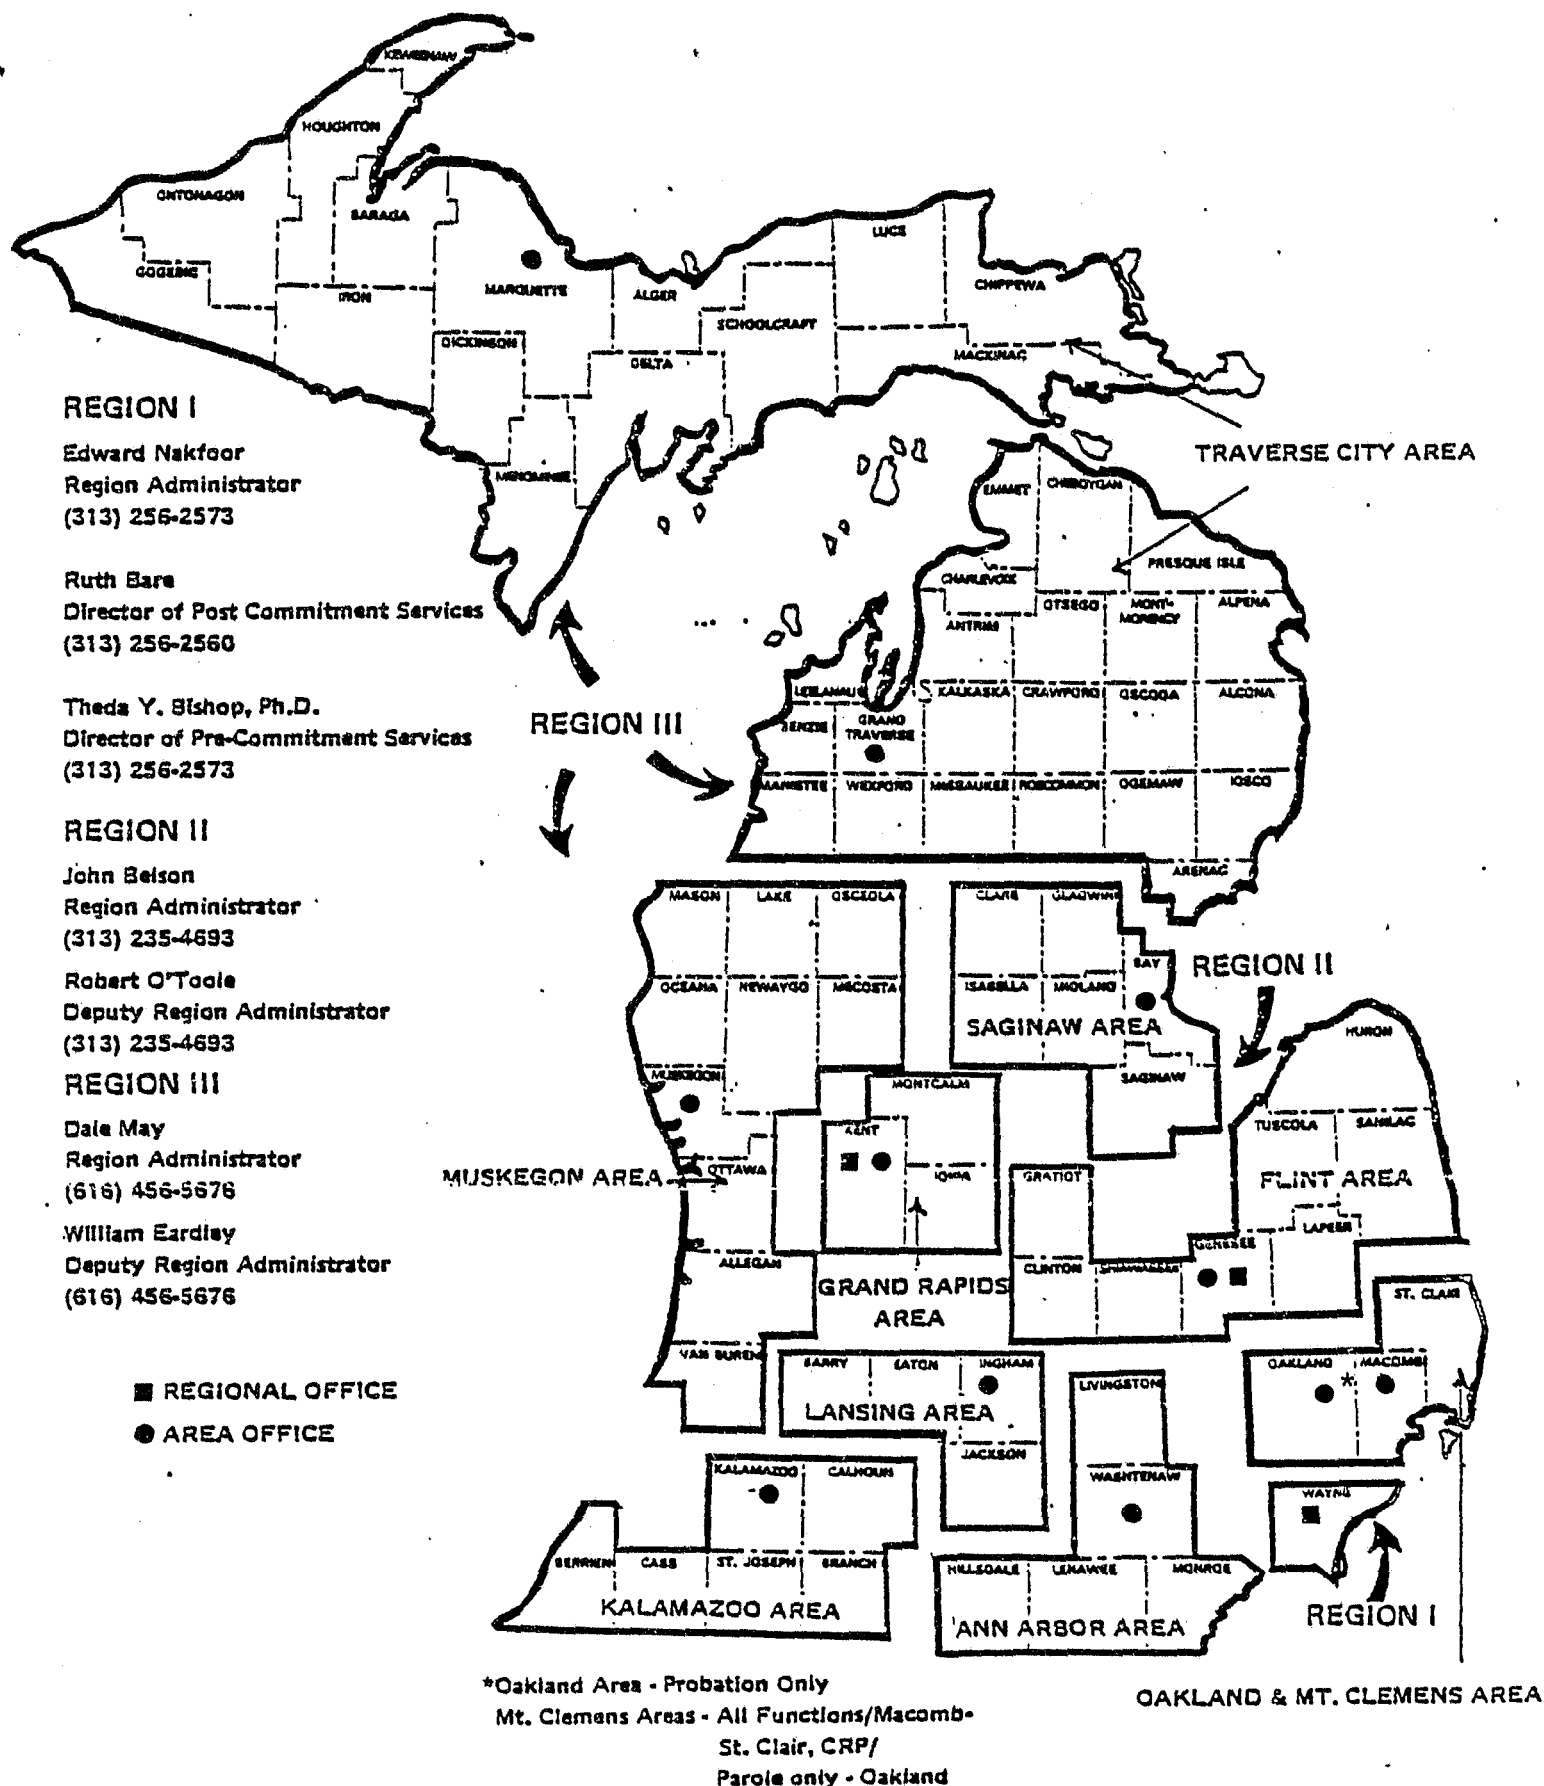 KEWEENAW
HOUGHTON
ONTONAGON
BARAGA
LUCE
GOGEBIC
IRON
MARQUETTE
ALGER
CHIPPEWA
SCHOOLCRAFT
DICKINSON
DELTA
MACKINAC
MENOMINEE
REGION I
Edward Nakfoor
Region Administrator
(313) 256-2573
Ruth Bare
Director of Post Commitment Services
(313) 256-2560
Theda Y. Bishop, Ph.D.
Director of Pre-Commitment Services
(313) 256-2573
REGION II
John Belson
Region Administrator
(313) 235-4693
Robert O'Toole
Deputy Region Administrator
(313) 235-4693
REGION III
Dale May
Region Administrator
(616) 456-5676
William Eardley
Deputy Region Administrator
(616) 456-5676
■ REGIONAL OFFICE
● AREA OFFICE
TRAVERSE CITY AREA
EMMET
CHEBOYGAN
PRESQUE ISLE
CHARLEVOIX
OTSEGO
MONT-
MORENCY
ALPENA
ANTRIM
LEELANAU
KALKASKA
CRAWFORD
OSCODA
ALCONA
REGION III
BENZIE
GRAND
TRAVERSE
MANISTEE
WEXFORD
MISSAUKEE
ROSCOMMON
OGEMAW
IOSCO
ARENAC
MASON
LAKE
OSCEOLA
CLARE
GLADWIN
BAY
REGION II
OCEANA
NEWAYGO
MECOSTA
ISABELLA
MIDLAND
SAGINAW AREA
HURON
MUSKEGON
MONTCALM
SAGINAW
KENT
TUSCOLA
SANILAC
MUSKEGON AREA
OTTAWA
IONIA
GRATIOT
FLINT AREA
LAPEER
GENESEE
ALLEGAN
CLINTON
SHIAWASSEE
GRAND RAPIDS
AREA
ST. CLAIR
VAN BUREN
BARRY
EATON
INGHAM
LIVINGSTON
OAKLAND
*
MACOMB
LANSING AREA
JACKSON
KALAMAZOO
CALHOUN
WASHTENAW
WAYNE
BERRIEN
CASS
ST. JOSEPH
BRANCH
HILLSDALE
LENAWEE
MONROE
KALAMAZOO AREA
ANN ARBOR AREA
REGION I
*Oakland Area - Probation Only
Mt. Clemens Areas - All Functions/Macomb-
St. Clair, CRP/
Parole only - Oakland
OAKLAND & MT. CLEMENS AREA